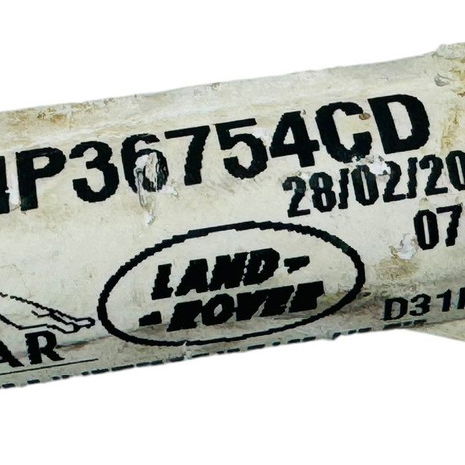 P36754CD
28/02/20
07
LAND-
-ROVER
D31
AR